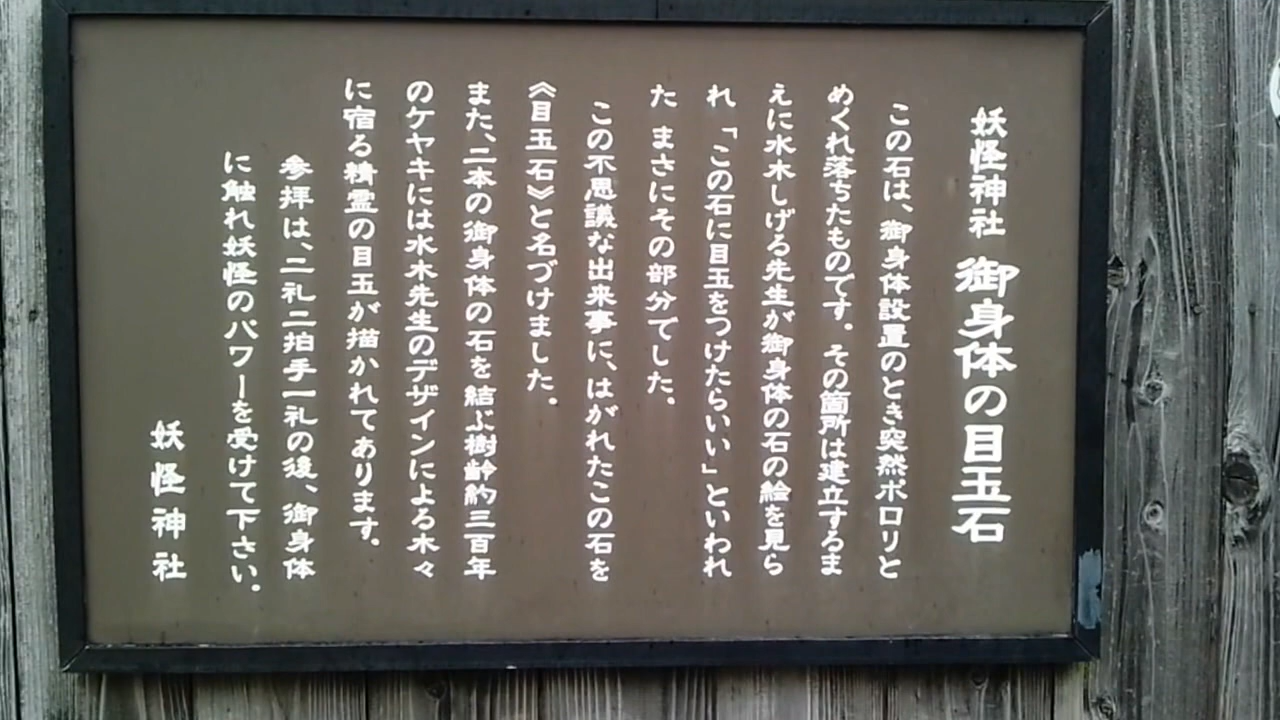 妖怪神社 御身体の目玉石
この石は、御身体設置のとき突然ポロリと
めくれ落ちたものです。その箇所は建立するま
えに水木しげる先生が御身体の石の絵を見ら
れ「この石に目玉をつけたらいい」といわれ
た まさにその部分でした。
この不思議な出来事に、はがれたこの石を
《目玉石》と名づけました。
また、二本の御身体の石を結ぶ樹齢約三百年
のケヤキには水木先生のデザインによる木々
に宿る精霊の目玉が描かれてあります。
参拝は、二礼二拍手一礼の後、御身体
に触れ妖怪のパワーを受けて下さい。
妖怪神社